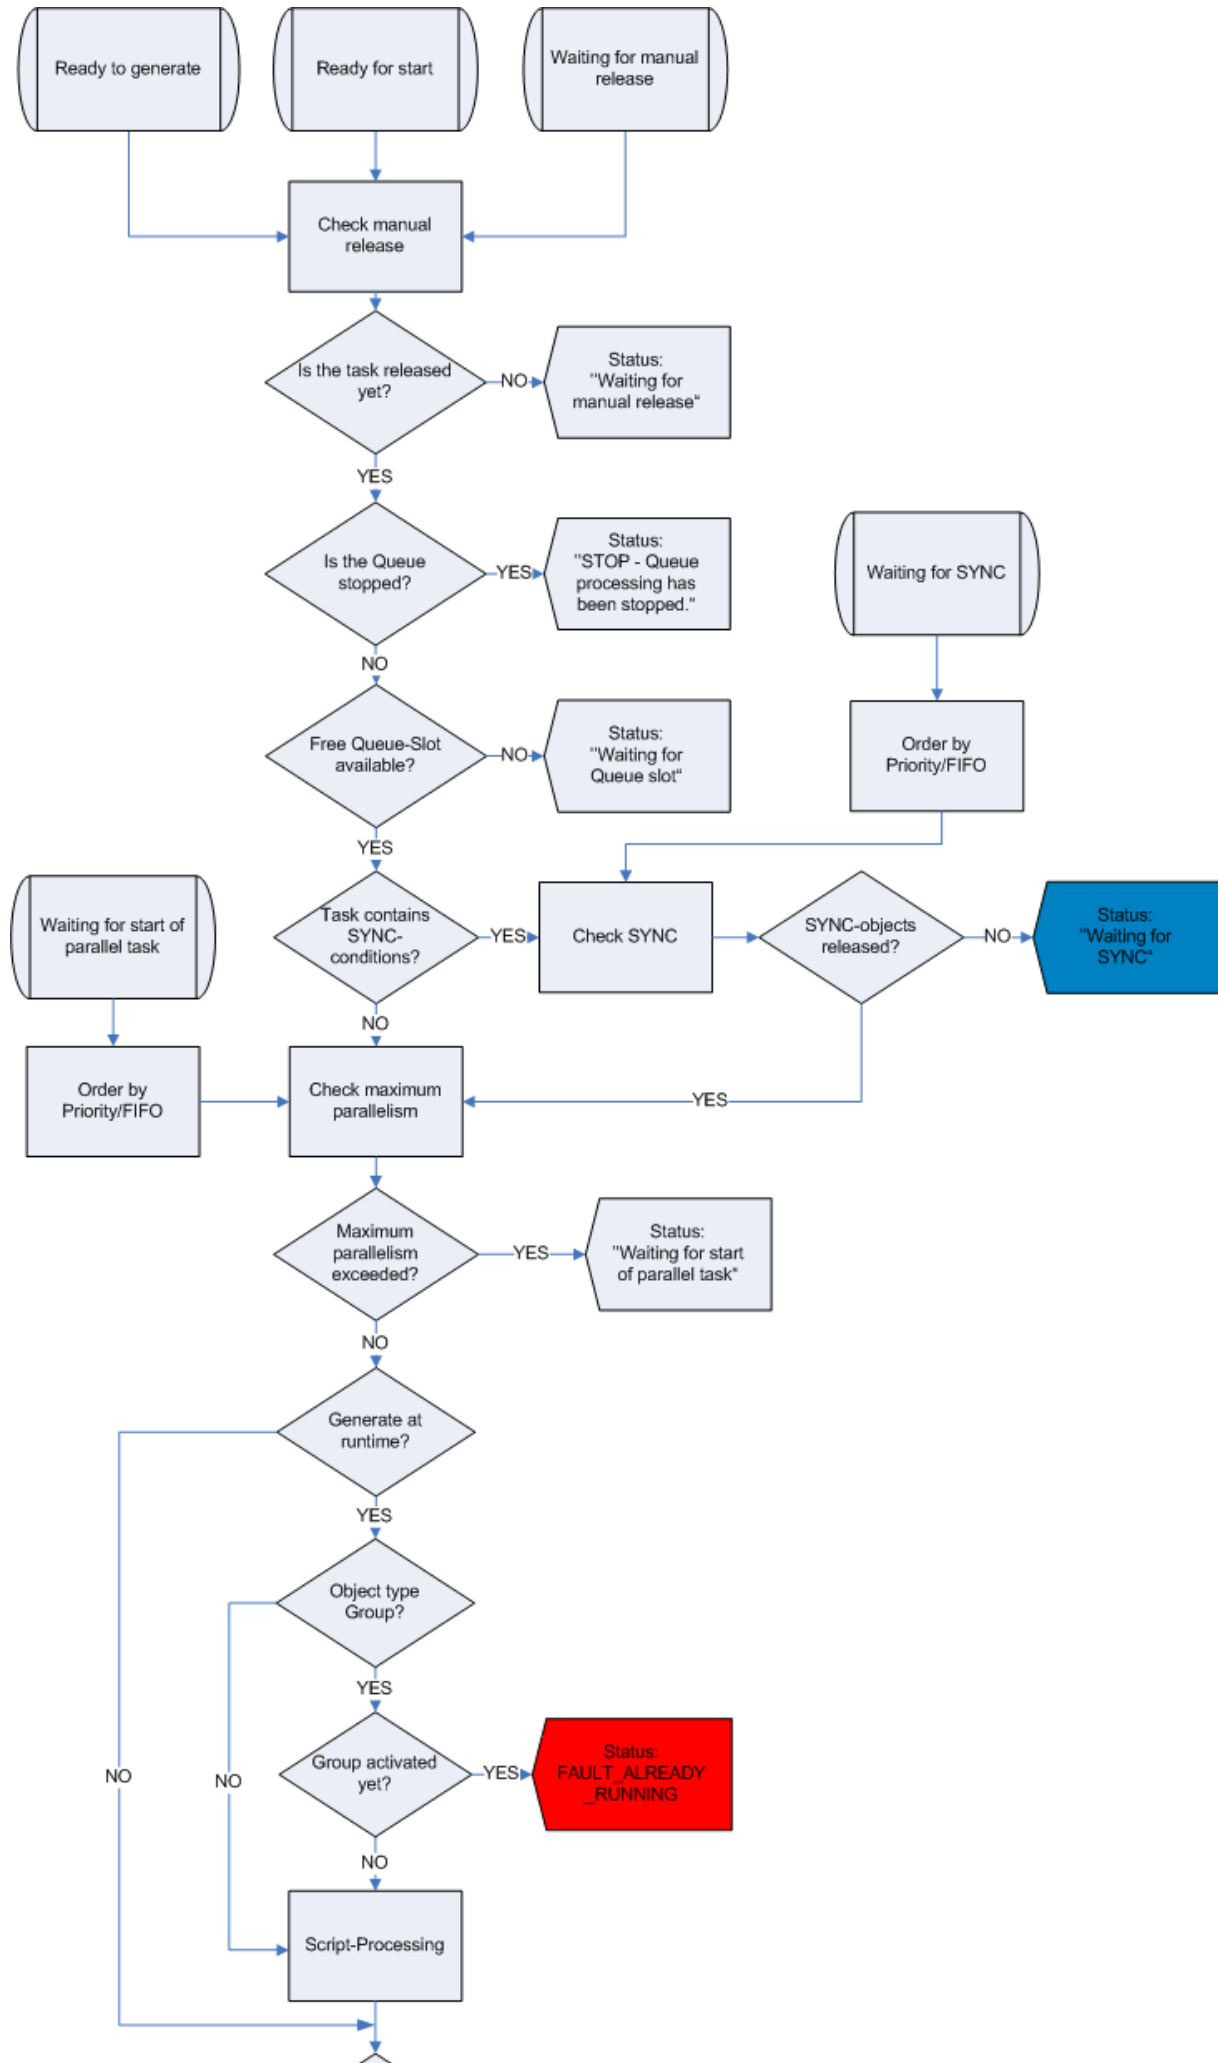 Ready to generate
Ready for start
Waiting for manual
release
Check manual
release
Is the task released
yet?
NO
Status:
"Waiting for
manual release“
YES
Is the Queue
stopped?
YES
Status:
"STOP - Queue
processing has
been stopped."
Waiting for SYNC
NO
Free Queue-Slot
available?
NO
Status:
"Waiting for
Queue slot“
Order by
Priority/FIFO
YES
Waiting for start of
parallel task
Task contains
SYNC-
conditions?
YES
Check SYNC
SYNC-objects
released?
NO
Status:
"Waiting for
SYNC“
NO
Order by
Priority/FIFO
Check maximum
parallelism
YES
Maximum
parallelism
exceeded?
YES
Status:
"Waiting for start
of parallel task“
NO
Generate at
runtime?
YES
Object type
Group?
YES
Group activated
yet?
YES
Status:
FAULT_ALREADY
_RUNNING
NO
NO
NO
Script-Processing